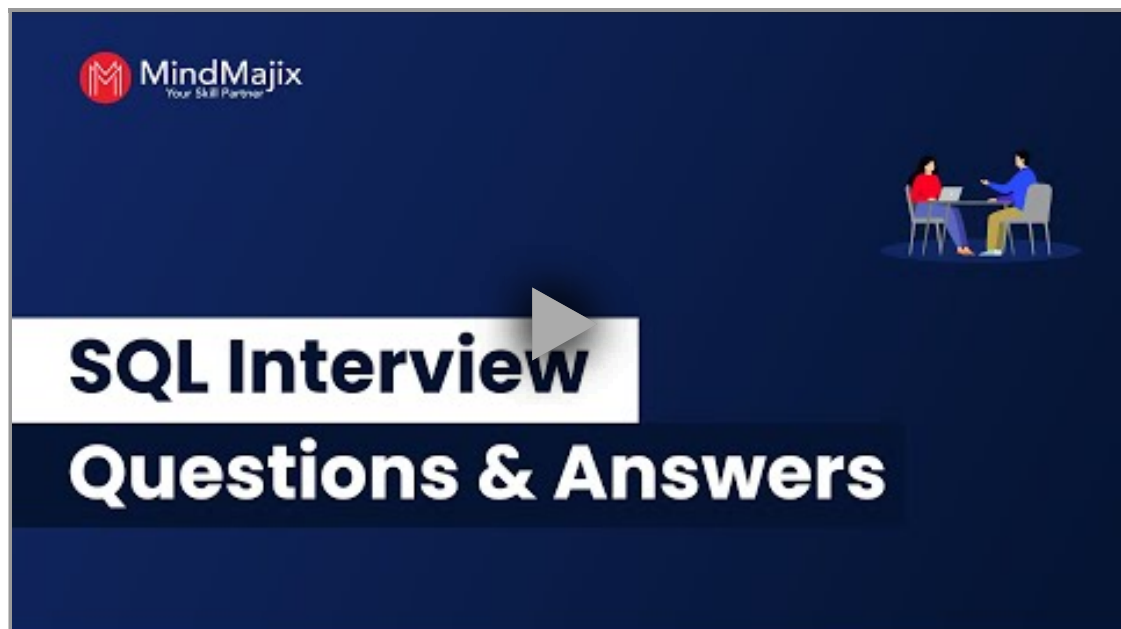 MindMajix
Your Skill Partner
SQL Interview
Questions & Answers